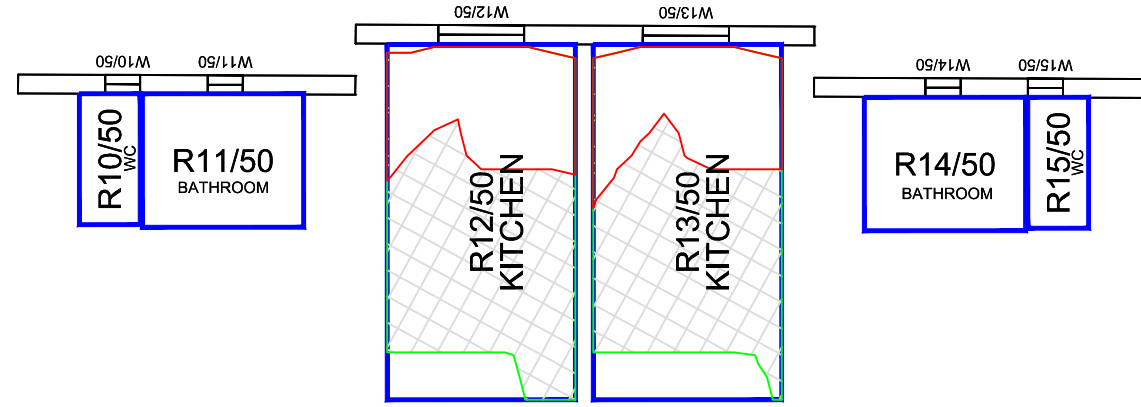 W12/50
W13/50
W10/50
W11/50
W14/50
W15/50
R10/50
WC
R11/50
BATHROOM
R12/50
KITCHEN
R13/50
KITCHEN
R14/50
BATHROOM
R15/50
WC